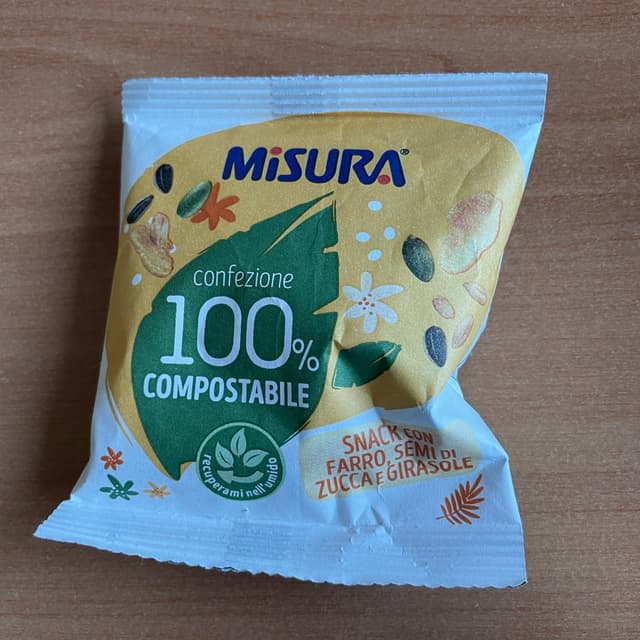 MiSURA®
confezione
100%
COMPOSTABILE
recuperami nell'umido
SNACK CON
FARRO, SEMI DI
ZUCCA E GIRASOLE